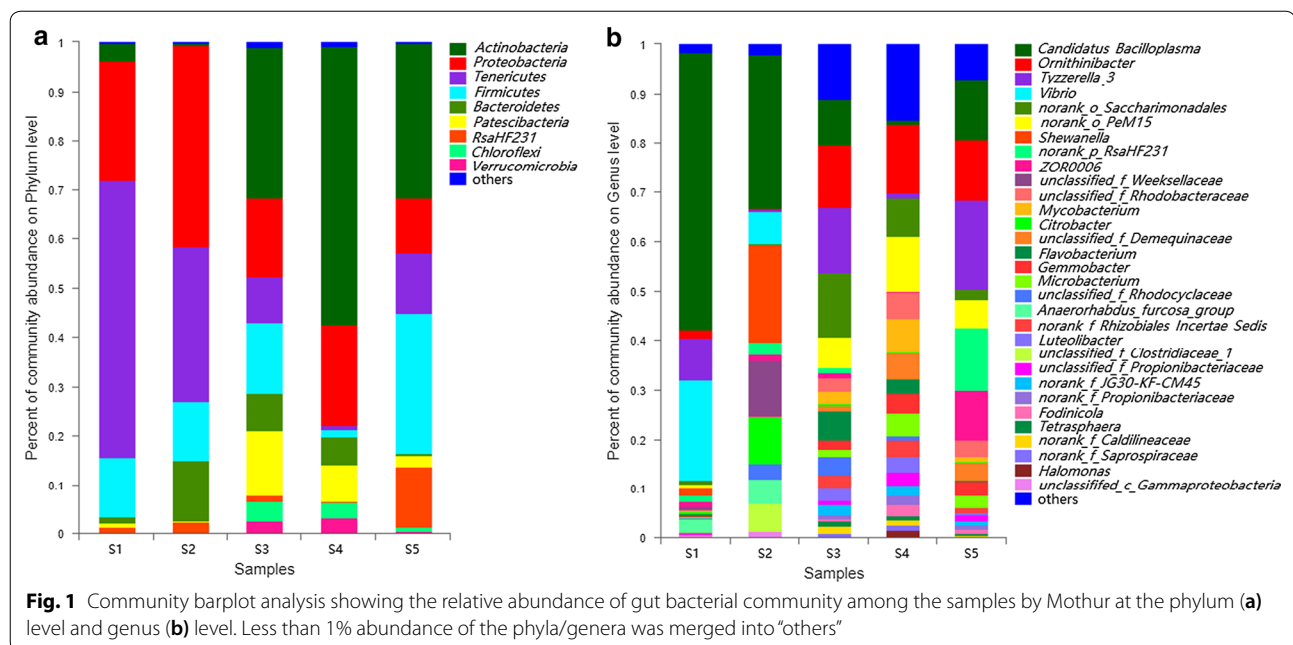 a
Percent of community abundance on Phylum level
1
0.9
0.8
0.7
0.6
0.5
0.4
0.3
0.2
0.1
0
S1 S2 S3 S4 S5
Samples
Actinobacteria
Proteobacteria
Tenericutes
Firmicutes
Bacteroidetes
Patescibacteria
RsaHF231
Chloroflexi
Verrucomicrobia
others
b
Percent of community abundance on Genus level
1
0.9
0.8
0.7
0.6
0.5
0.4
0.3
0.2
0.1
0
S1 S2 S3 S4 S5
Samples
Candidatus Bacilloplasma
Ornithinibacter
Tyzzerella_3
Vibrio
norank_o_Saccharimonadales
norank_o_PeM15
Shewanella
norank_p_RsaHF231
ZOR0006
unclassified_f_Weeksellaceae
unclassified_f_Rhodobacteraceae
Mycobacterium
Citrobacter
unclassified_f_Demequinaceae
Flavobacterium
Gemmobacter
Microbacterium
unclassified_f_Rhodocyclaceae
Anaerorhabdus_furcosa_group
norank_f_Rhizobiales_Incertae_Sedis
Luteolibacter
unclassified_f_Clostridiaceae_1
unclassified_f_Propionibacteriaceae
norank_f_JG30-KF-CM45
norank_f_Propionibacteriaceae
Fodinicola
Tetrasphaera
norank_f_Caldilineaceae
norank_f_Saprospiraceae
Halomonas
unclassifified_c_Gammaproteobacteria
others
Fig. 1 Community barplot analysis showing the relative abundance of gut bacterial community among the samples by Mothur at the phylum (a)
level and genus (b) level. Less than 1% abundance of the phyla/genera was merged into “others”